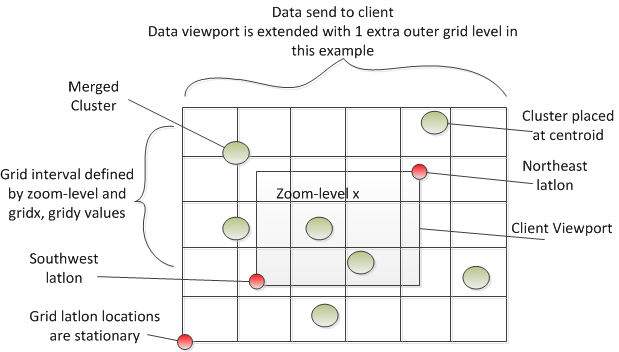 Data send to client
Data viewport is extended with 1 extra outer grid level in
this example
Merged
Cluster
Cluster placed
at centroid
Northeast
latlon
Grid interval defined
by zoom-level and
gridx, gridy values
Zoom-level x
Client Viewport
Southwest
latlon
Grid latlon locations
are stationary